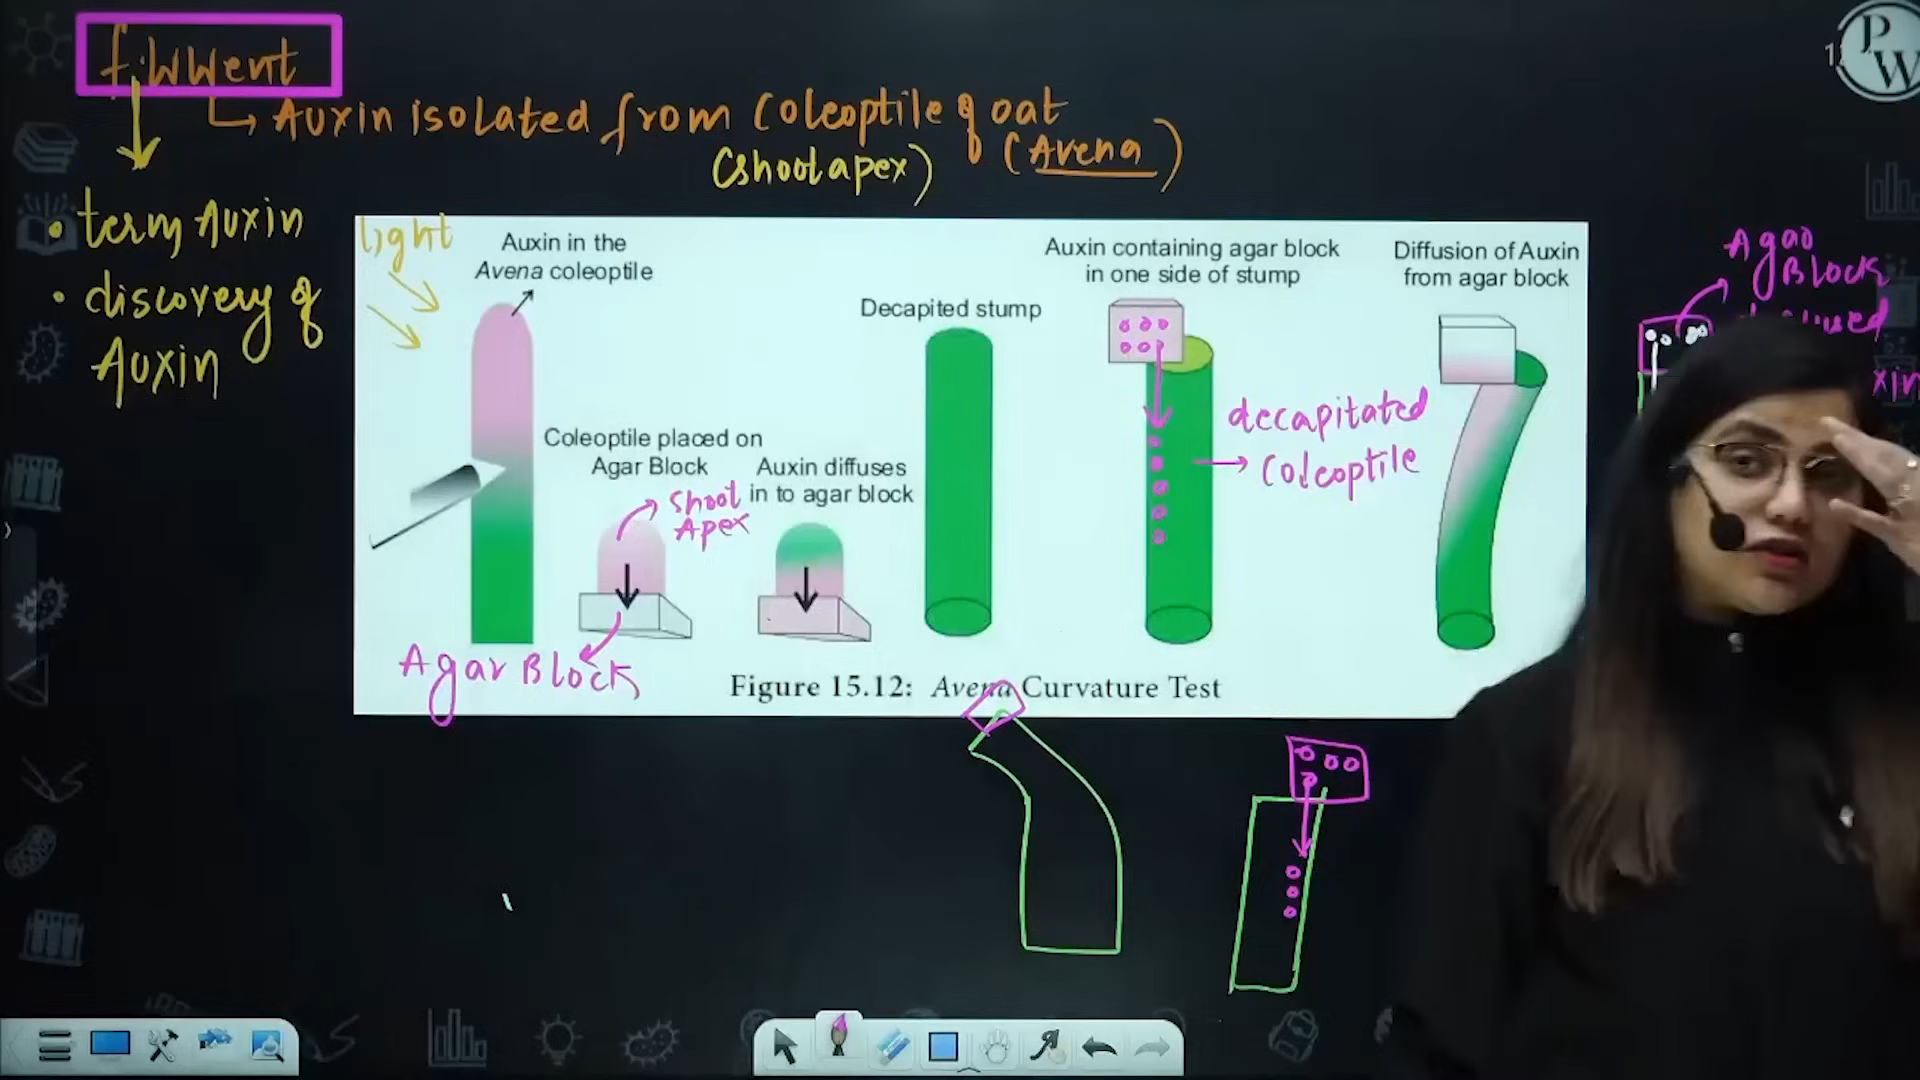 f.W Went
Auxin isolated from Coleoptile of oat
(shoot apex)
(Avena)
• term Auxin
• discovery of
Auxin
light
Auxin in the
Avena coleoptile
Coleoptile placed on
Agar Block
Shoot
Apex
Auxin diffuses
in to agar block
Agar Block
Decapited stump
Auxin containing agar block
in one side of stump
decapitated
Coleoptile
Diffusion of Auxin
from agar block
Figure 15.12: Avena Curvature Test
Agar
Block
PW